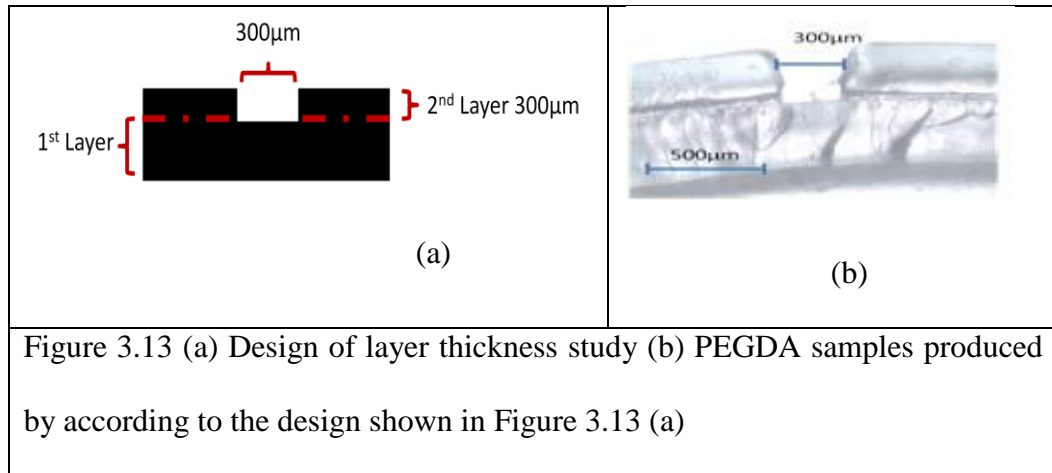 300μm
2nd Layer 300μm
1st Layer
(a)
300μm
500μm
(b)
Figure 3.13 (a) Design of layer thickness study (b) PEGDA samples produced
by according to the design shown in Figure 3.13 (a)